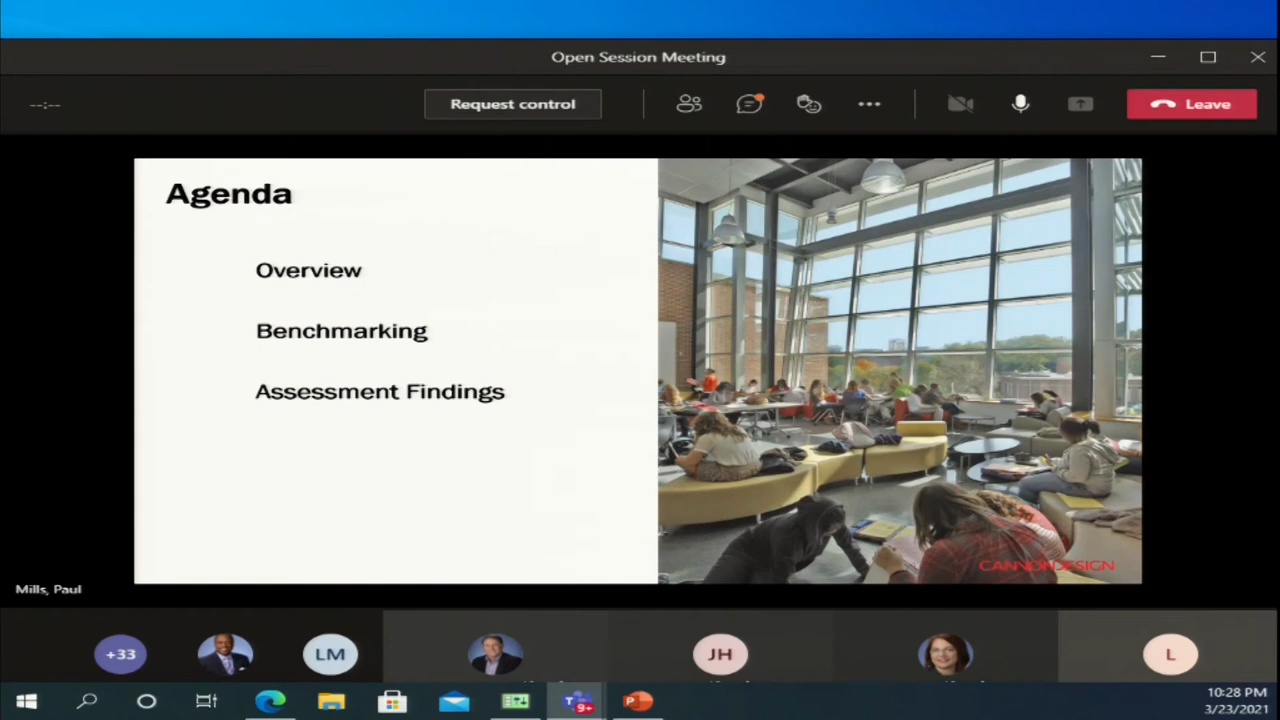 Open Session Meeting
--:--
Request control
Leave
Agenda
Overview
Benchmarking
Assessment Findings
CANNONDESIGN
Mills, Paul
+33
LM
JH
L
T
9+
P
10:28 PM
3/23/2021